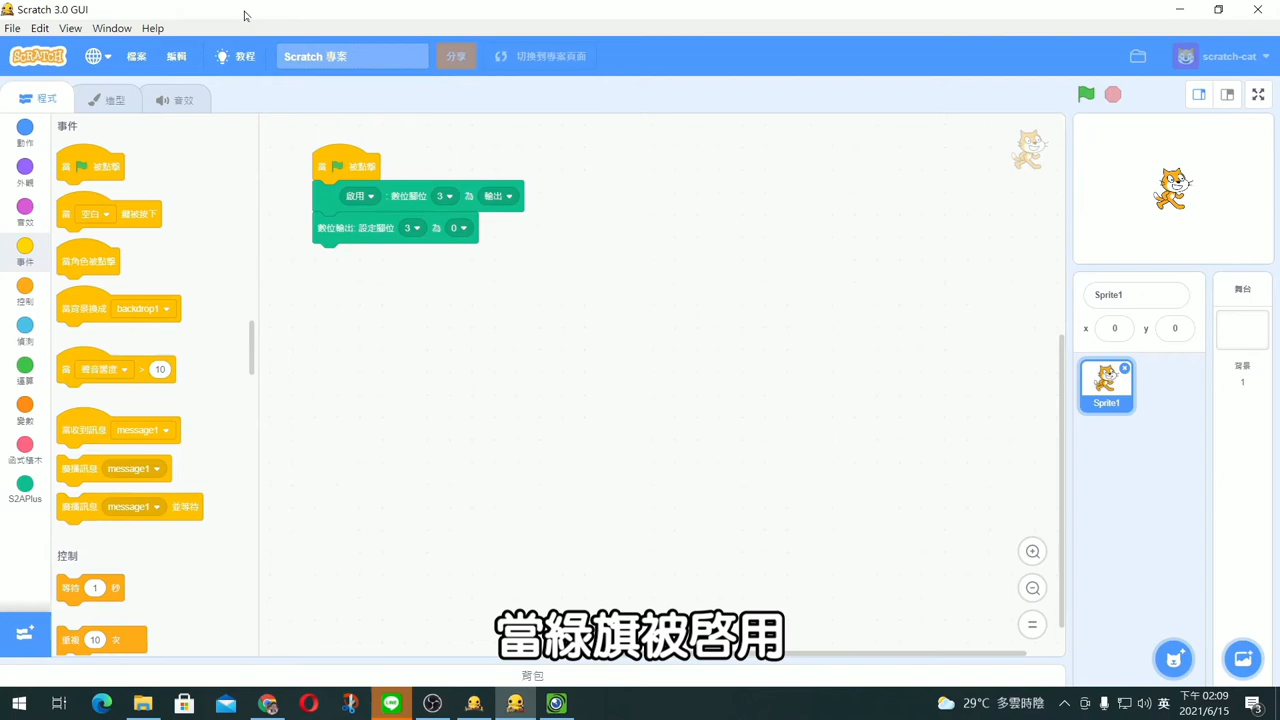 Scratch 3.0 GUI
File Edit View Window Help
SCRATCH 檔案 編輯 教程 Scratch 專案 分享 切換到專案頁面 scratch-cat
程式 造型 音效
動作
外觀
音效
事件
控制
偵測
運算
變數
函式積木
S2APlus
事件
當 被點擊
當 空白 鍵被按下
當角色被點擊
當背景換成 backdrop1
當 聲音響度 > 10
當收到訊息 message1
廣播訊息 message1
廣播訊息 message1 並等待
控制
等待 1 秒
重複 10 次
當 被點擊
啟用 : 數位腳位 3 為 輸出
數位輸出: 設定腳位 3 為 0
當綠旗被啓用
背包
Sprite1
x 0 y 0
Sprite1
舞台
背景
1
LINE
29°C 多雲時陰
英
下午 02:09
2021/6/15
3